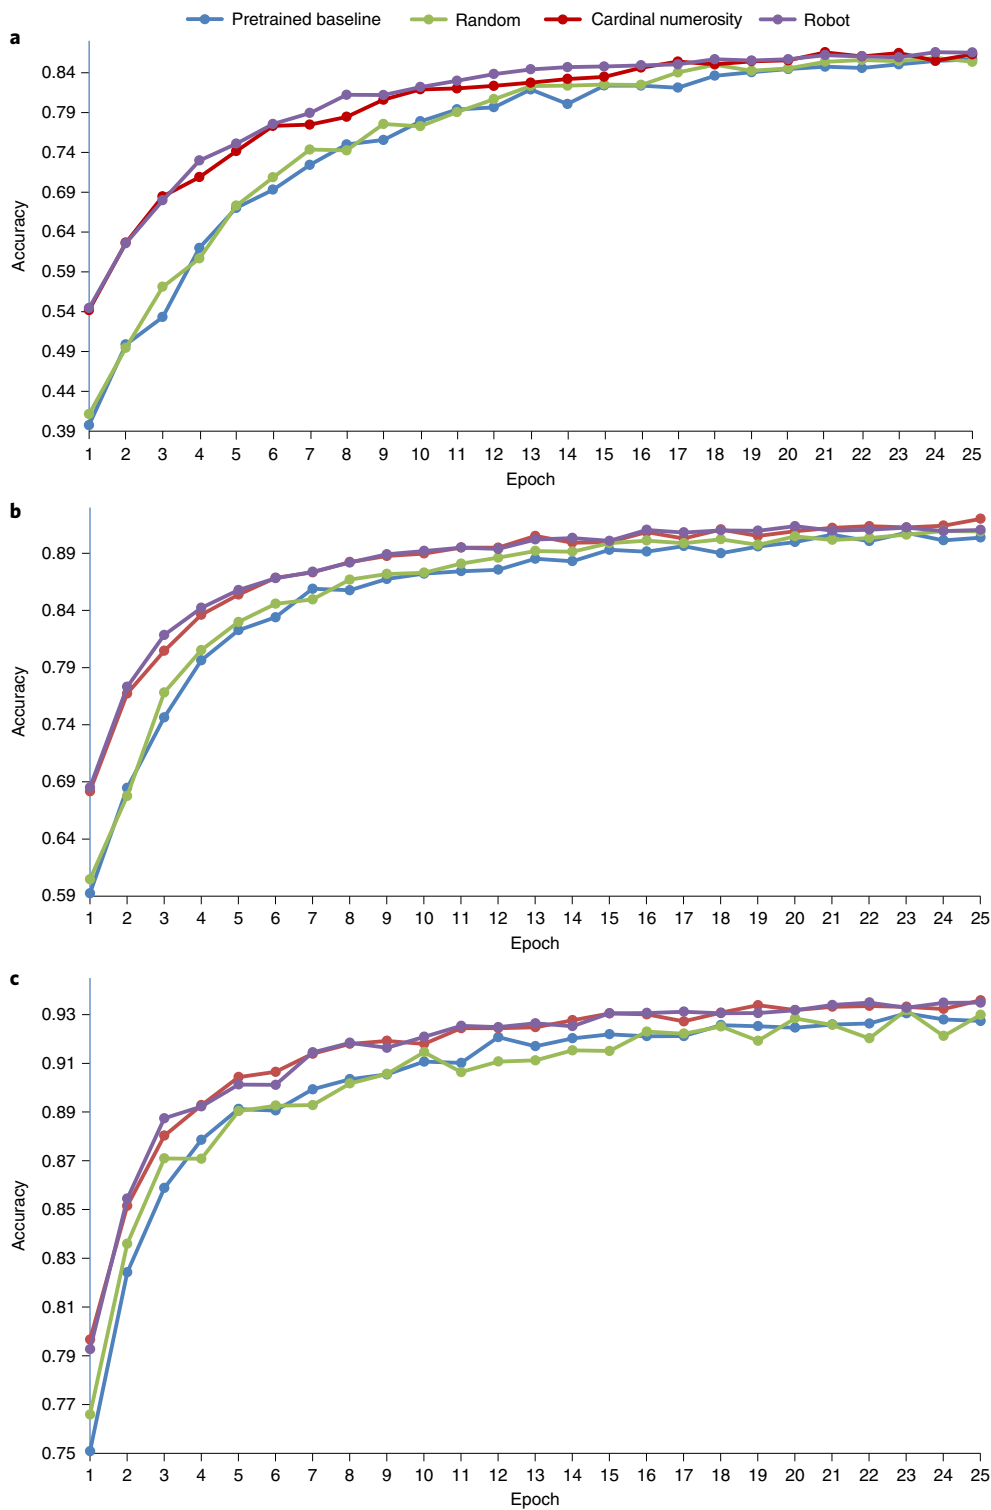 Pretrained baseline Random Cardinal numerosity Robot
a
0.84
0.79
0.74
0.69
0.64
0.59
0.54
0.49
0.44
0.39
Accuracy
1 2 3 4 5 6 7 8 9 10 11 12 13 14 15 16 17 18 19 20 21 22 23 24 25
Epoch
b
0.89
0.84
0.79
0.74
0.69
0.64
0.59
Accuracy
1 2 3 4 5 6 7 8 9 10 11 12 13 14 15 16 17 18 19 20 21 22 23 24 25
Epoch
c
0.93
0.91
0.89
0.87
0.85
0.83
0.81
0.79
0.77
0.75
Accuracy
1 2 3 4 5 6 7 8 9 10 11 12 13 14 15 16 17 18 19 20 21 22 23 24 25
Epoch